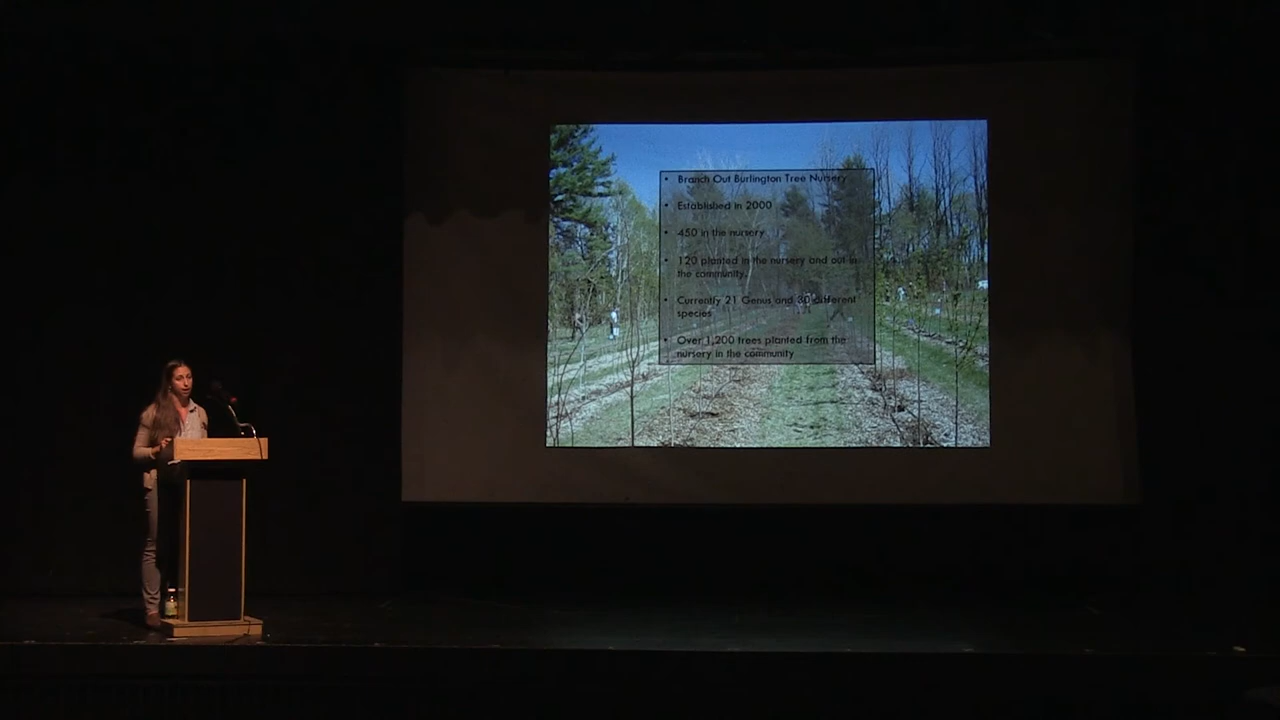 • Branch Out Burlington Tree Nursery
• Established in 2000
• 450 in the nursery
• 120 planted in the nursery and out in
the community.
• Currently 21 Genus and 30 different
species
• Over 1,200 trees planted from the
nursery in the community